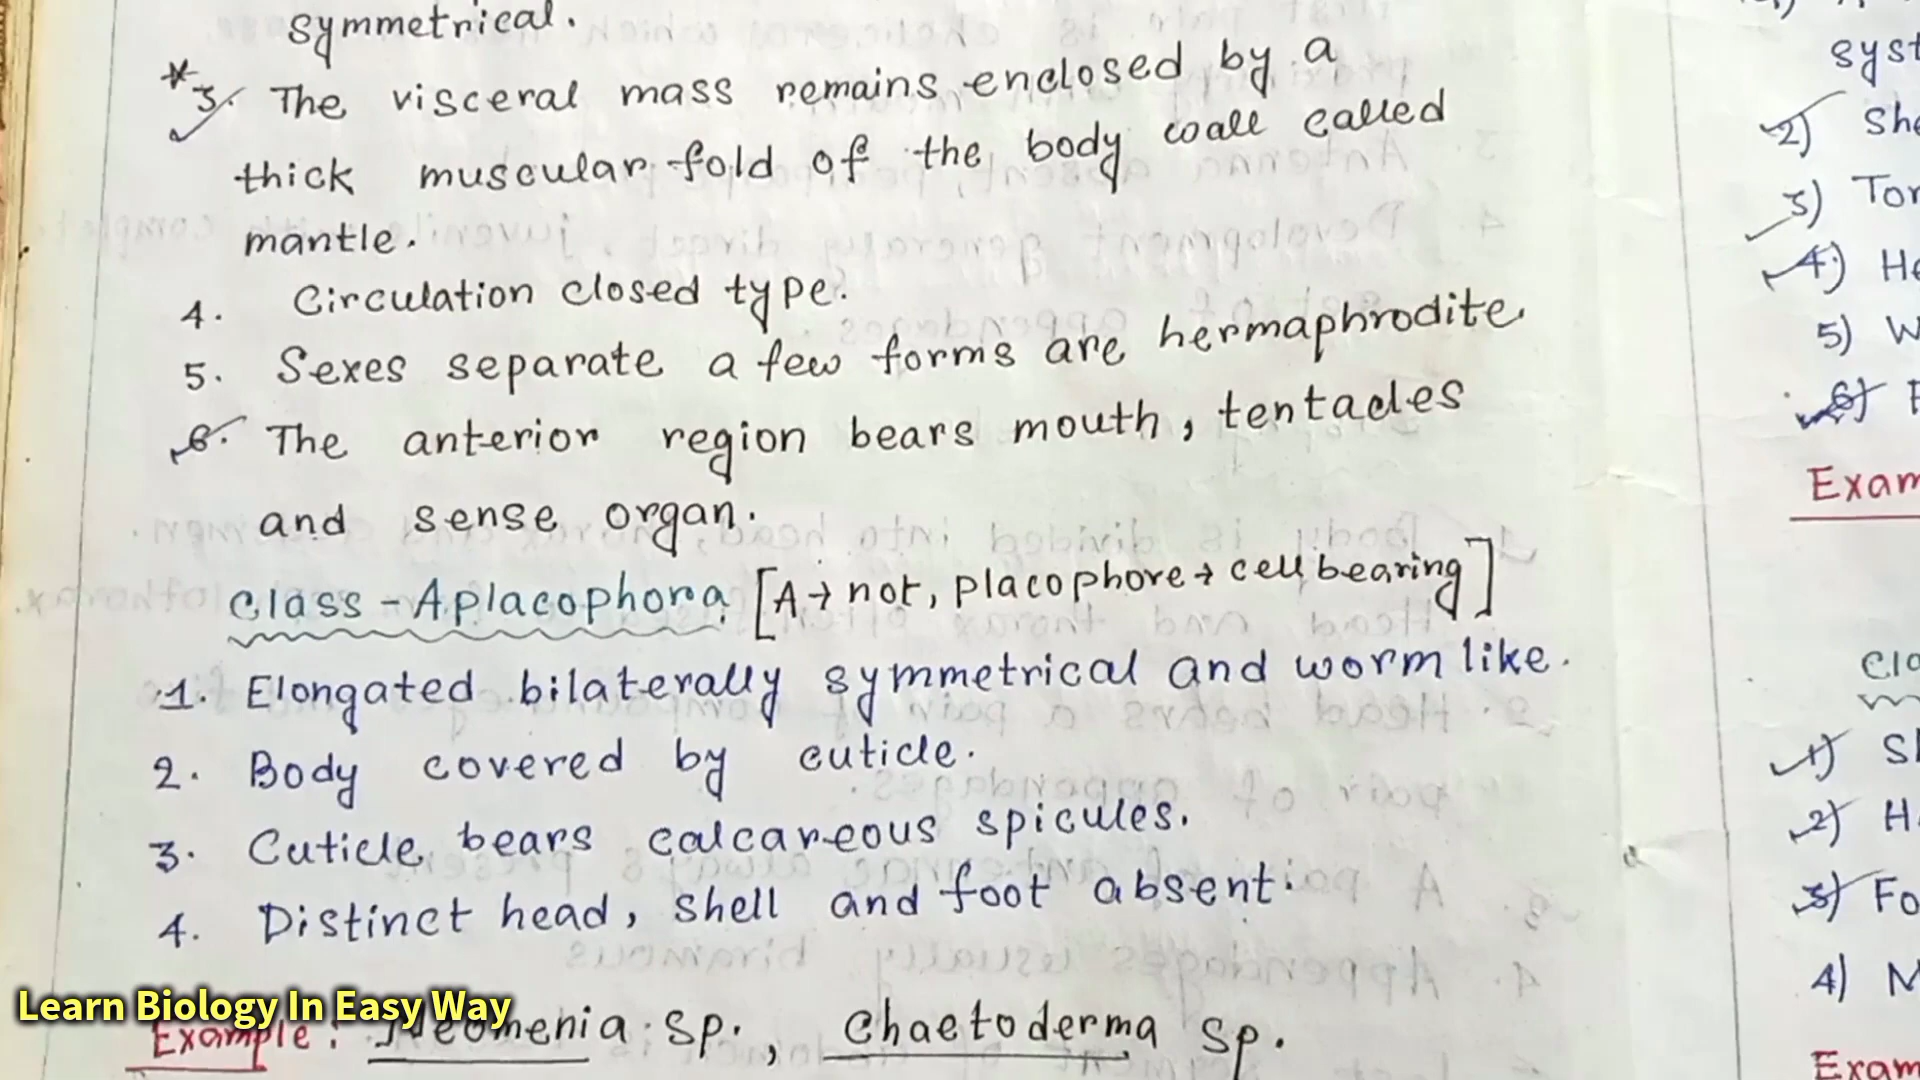 symmetrical.
*3. The visceral mass remains enclosed by a
thick muscular fold of the body wall called
mantle.
4. Circulation closed type.
5. Sexes separate a few forms are hermaphrodite.
6. The anterior region bears mouth, tentacles
and sense organ.
Class - Aplacophora [A→ not, placophore→ cell bearing]
1. Elongated bilaterally symmetrical and worm like.
2. Body covered by cuticle.
3. Cuticle bears calcareous spicules.
4. Distinct head, shell and foot absent.
Example: Neomenia sp., Chaetoderma sp.
Learn Biology In Easy Way
syst
2) She
3) Tor
4) He
5) W
6)
Exam
Cla
1) Sh
2) H
3) Fo
4) M
Exam